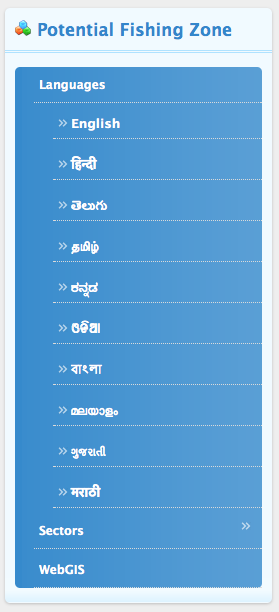 Potential Fishing Zone
Languages
» English
» हिन्दी
» తెలుగు
» தமிழ்
» ಕನ್ನಡ
» ଓଡିଆ
» বাংলা
» മലയാളം
» ગુજરાતી
» मराठी
Sectors »
WebGIS